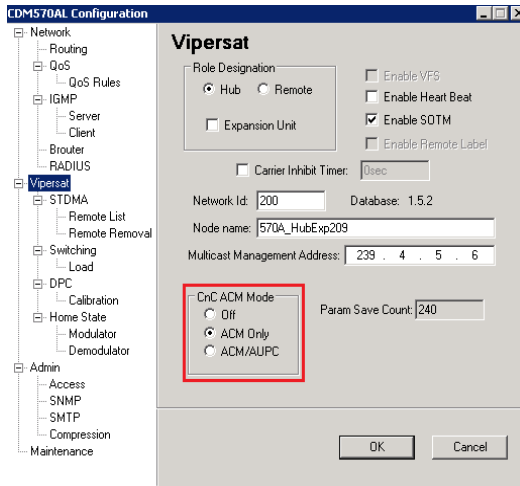 CDM570AL Configuration
Network
Routing
QoS
QoS Rules
IGMP
Server
Client
Brouter
RADIUS
Vipersat
STDMA
Remote List
Remote Removal
Switching
Load
DPC
Calibration
Home State
Modulator
Demodulator
Admin
Access
SNMP
SMTP
Compression
Maintenance
Vipersat
Role Designation
Hub Remote
Expansion Unit
Enable VFS
Enable Heart Beat
Enable SOTM
Enable Remote Label
Carrier Inhibit Timer: 0sec
Network Id: 200 Database: 1.5.2
Node name: 570A_HubExp209
Multicast Management Address: 239 . 4 . 5 . 6
CnC ACM Mode
Off
ACM Only
ACM/AUPC
Param Save Count: 240
OK Cancel